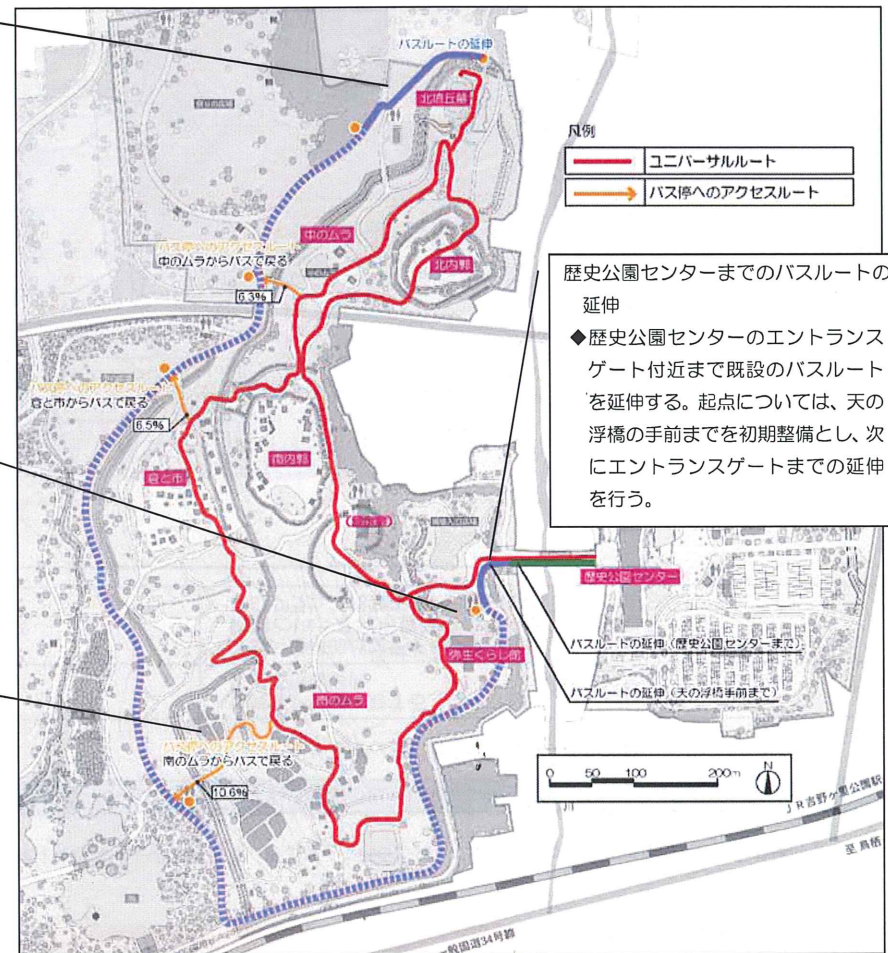 バスルートの延伸
北墳丘墓
凡例
ユニバーサルルート
バス停へのアクセスルート
中のムラ
北内郭
バス停へのアクセスルート
中のムラからバスで戻る
6.3%
歴史公園センターまでのバスルートの
延伸
◆歴史公園センターのエントランス
ゲート付近まで既設のバスルート
を延伸する。起点については、天の
浮橋の手前までを初期整備とし、次
にエントランスゲートまでの延伸
を行う。
バス停へのアクセスルート
倉と市からバスで戻る
6.5%
南内郭
倉と市
歴史公園センター
弥生くらし館
バスルートの延伸(歴史公園センターまで)
バスルートの延伸(天の浮橋手前まで)
南のムラ
バス停へのアクセスルート
南のムラからバスで戻る
10.6%
0 50 100 200m
N
川
JR吉野ヶ里公園駅
至 鳥栖
一般国道34号線